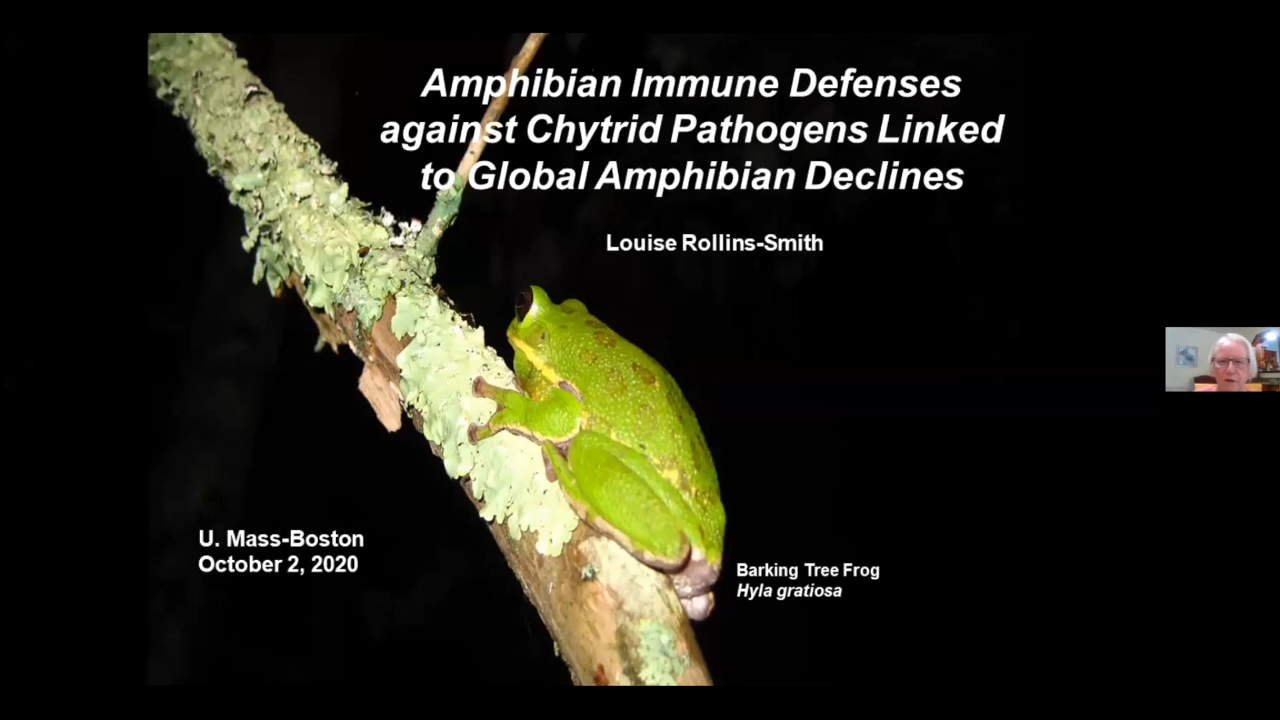 Amphibian Immune Defenses
against Chytrid Pathogens Linked
to Global Amphibian Declines
Louise Rollins-Smith
U. Mass-Boston
October 2, 2020
Barking Tree Frog
Hyla gratiosa